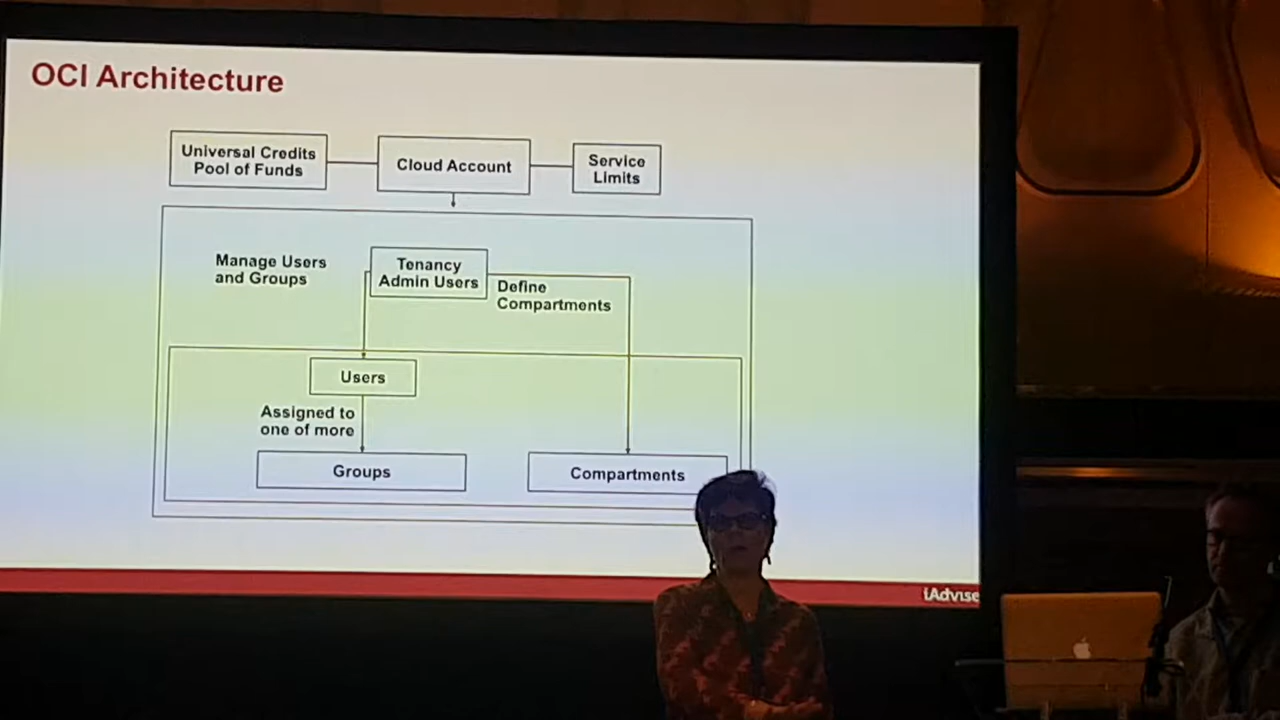 OCI Architecture
Universal Credits
Pool of Funds
Cloud Account
Service
Limits
Manage Users
and Groups
Tenancy
Admin Users
Define
Compartments
Users
Assigned to
one of more
Groups
Compartments
iAdvise